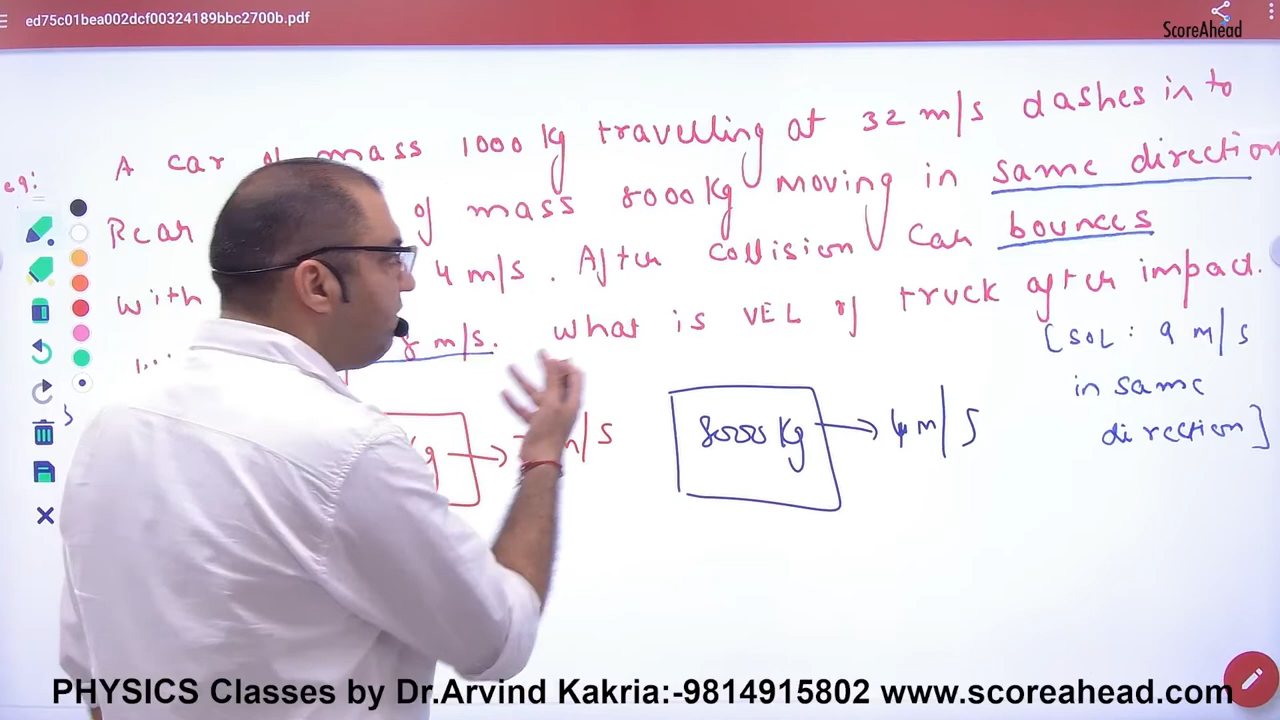 ed75c01bea002dcf00324189bbc2700b.pdf
ScoreAhead
eg: A car mass 1000 kg travelling at 32 m/s dashes in to
Rear of mass 8000 kg moving in same direction
with 4 m/s. After collision Car bounces
8 m/s. What is VEL of truck after impact.
[SOL: 9 m/s
in same
direction]
m/s
8000 kg → 4 m/s
PHYSICS Classes by Dr.Arvind Kakria:-9814915802 www.scoreahead.com